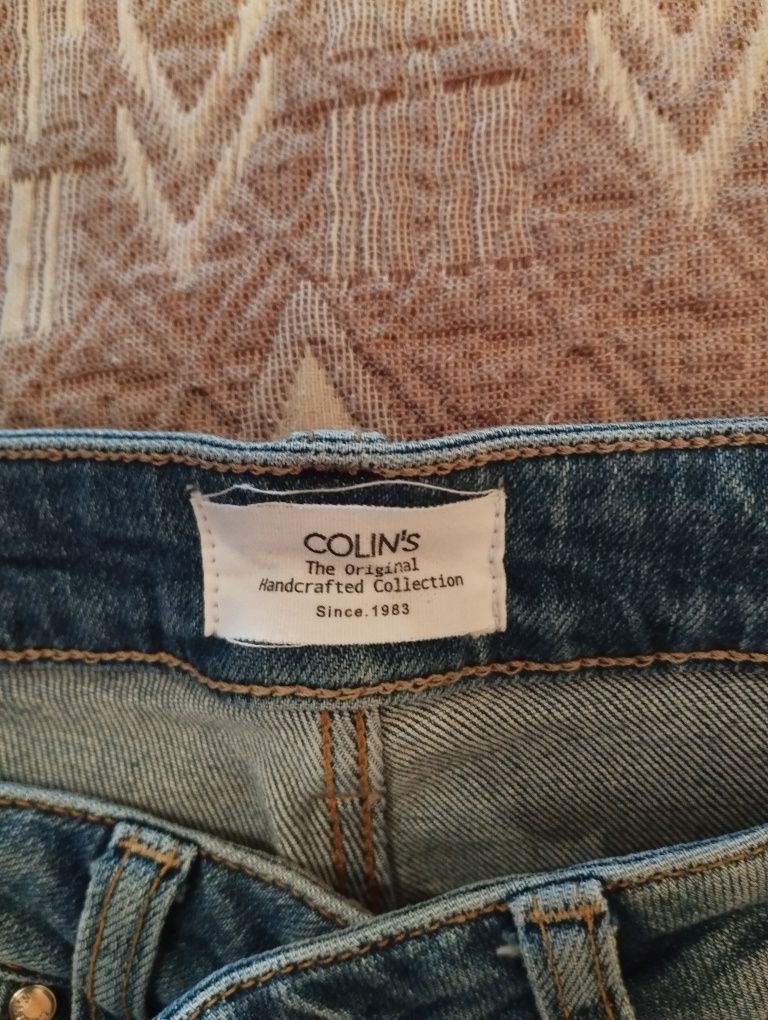 COLIN'S
The Original
Handcrafted Collection
Since.1983